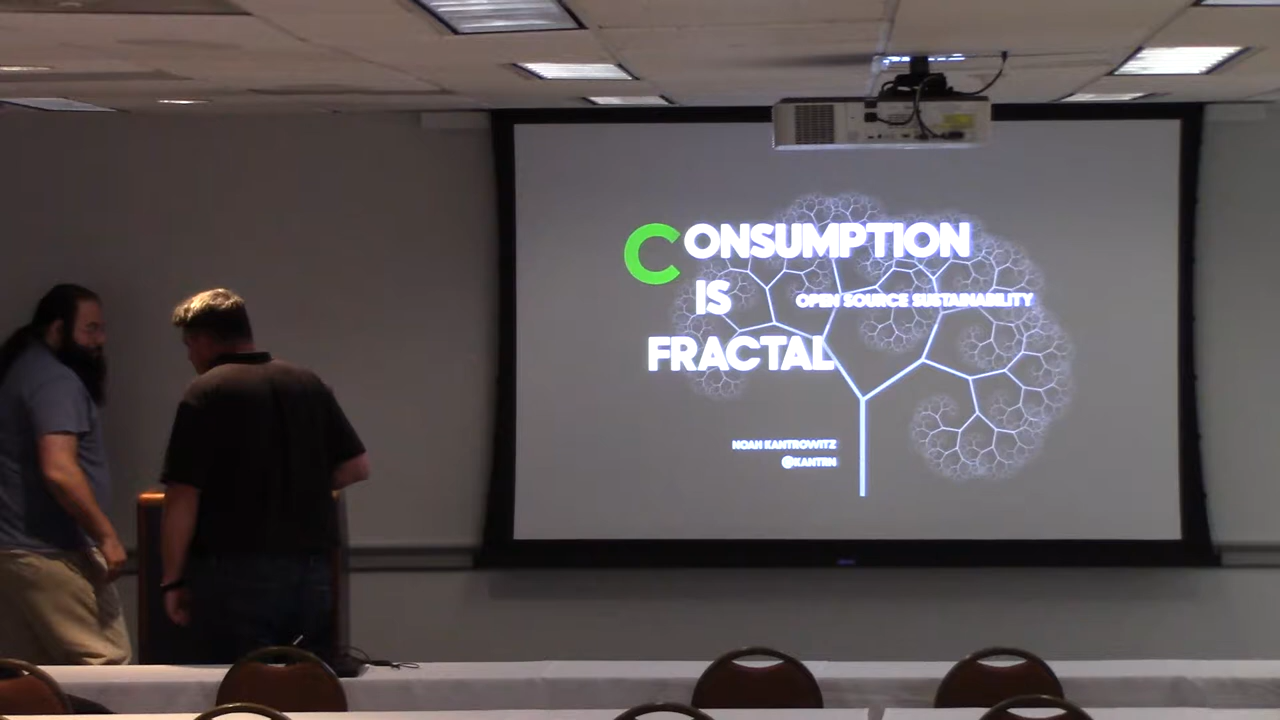 CONSUMPTION
IS
OPEN SOURCE SUSTAINABILITY
FRACTAL
NOAH KANTROWITZ
@KANTRN